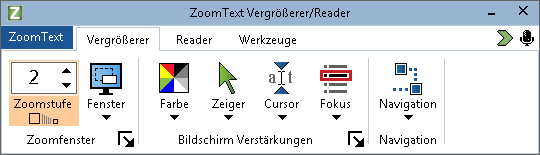 ZoomText Vergrößerer/Reader
ZoomText Vergrößerer Reader Werkzeuge
2
Zoomstufe Fenster Farbe Zeiger Cursor Fokus Navigation
Zoomfenster Bildschirm Verstärkungen Navigation